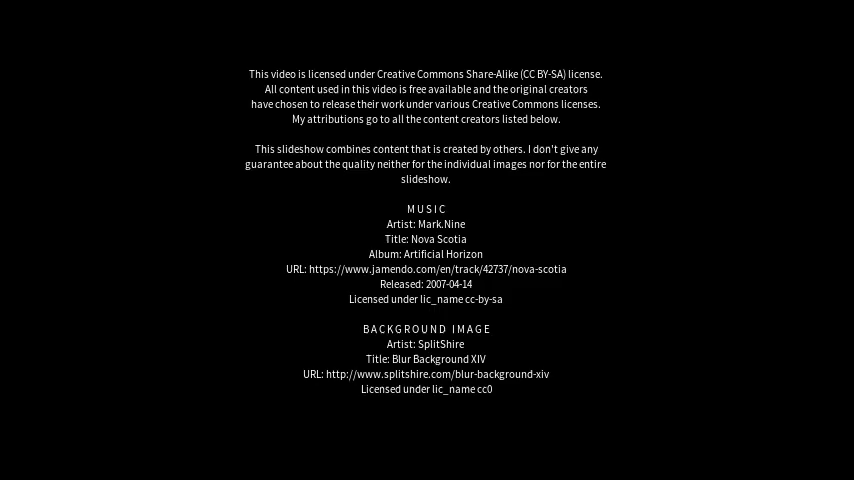 This video is licensed under Creative Commons Share-Alike (CC BY-SA) license.
All content used in this video is free available and the original creators
have chosen to release their work under various Creative Commons licenses.
My attributions go to all the content creators listed below.
This slideshow combines content that is created by others. I don't give any
guarantee about the quality neither for the individual images nor for the entire
slideshow.
MUSIC
Artist: Mark.Nine
Title: Nova Scotia
Album: Artificial Horizon
URL: https://www.jamendo.com/en/track/42737/nova-scotia
Released: 2007-04-14
Licensed under lic_name cc-by-sa
BACKGROUND IMAGE
Artist: SplitShire
Title: Blur Background XIV
URL: http://www.splitshire.com/blur-background-xiv
Licensed under lic_name cc0